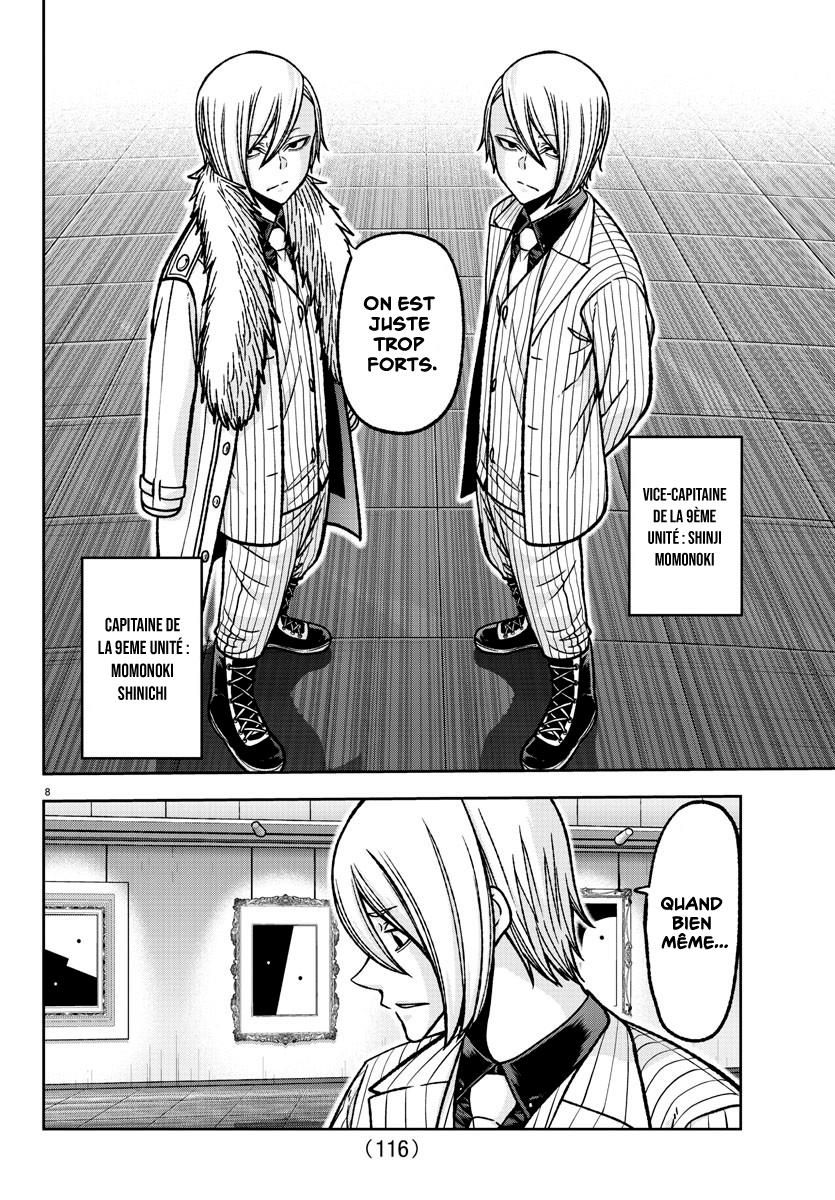 ON EST
JUSTE
TROP
FORTS.
VICE-CAPITAINE
DE LA 9ÈME
UNITÉ : SHINJI
MOMONOKI
CAPITAINE DE
LA 9EME UNITÉ :
MOMONOKI
SHINICHI
8
QUAND
BIEN
MÊME...
(116)